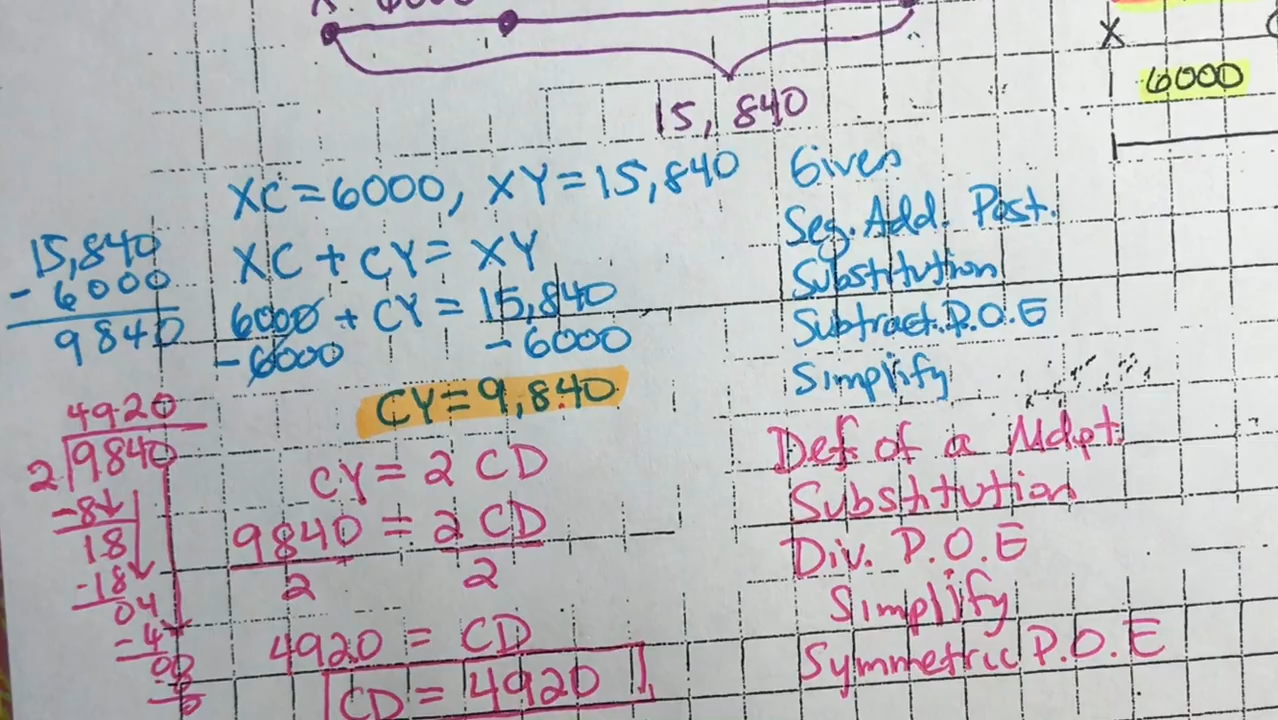 X
X
6000
15,840
XC=6000, XY=15,840 Given
XC + CY = XY Seg. Add. Post.
6000 + CY = 15,840 Substitution
-6000 -6000 Subtract. P.O.E
CY=9,840 Simplify
15,840
- 6000
9840
CY = 2 CD Def of a Mdpt.
9840 = 2 CD Substitution
2 2 Div. P.O.E
4920 = CD Simplify
CD = 4920 Symmetric P.O.E
4920
2 9840
-8
18
-18
04
-4
00